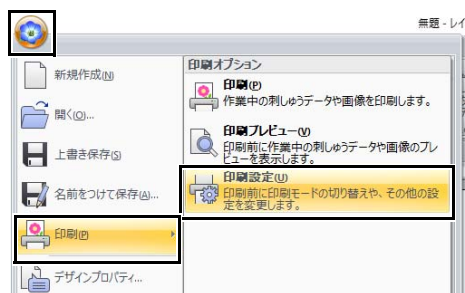 無題 - レイ
新規作成(N)
開く(O)...
上書き保存(S)
名前をつけて保存(A)...
印刷(P)
デザインプロパティ...
印刷オプション
印刷(P)
作業中の刺しゅうデータや画像を印刷します。
印刷プレビュー(V)
印刷前に作業中の刺しゅうデータや画像のプレ
ビューを表示します。
印刷設定(U)
印刷前に印刷モードの切り替えや、その他の設
定を変更します。